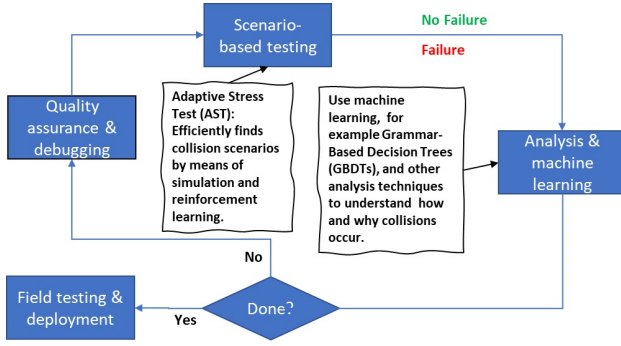 Scenario-
based testing
No Failure
Failure
Quality
assurance &
debugging
Adaptive Stress
Test (AST):
Efficiently finds
collision scenarios
by means of
simulation and
reinforcement
learning.
Use machine
learning, for
example Grammar-
Based Decision Trees
(GBDTs), and other
analysis techniques
to understand how
and why collisions
occur.
Analysis &
machine
learning
No
Field testing &
deployment
Yes
Done?